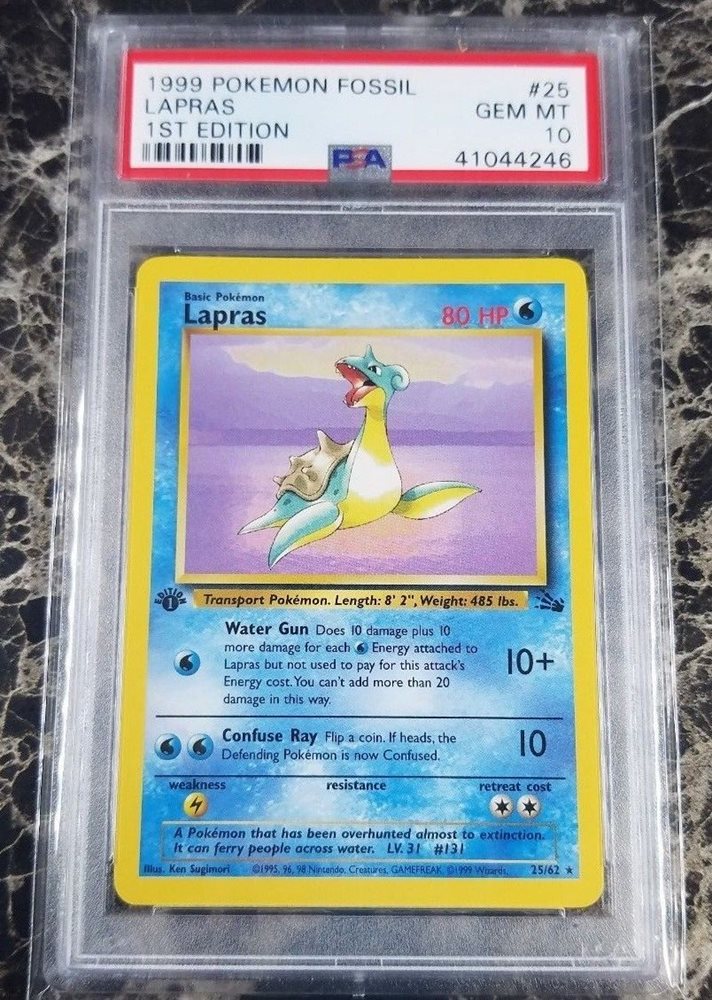 1999 POKEMON FOSSIL #25
LAPRAS GEM MT
1ST EDITION 10
PSA 41044246
Basic Pokémon
Lapras 80 HP
EDITION 1
Transport Pokémon. Length: 8' 2", Weight: 485 lbs.
Water Gun Does 10 damage plus 10
more damage for each Energy attached to
Lapras but not used to pay for this attack's
Energy cost. You can't add more than 20
damage in this way.
10+
Confuse Ray Flip a coin. If heads, the
Defending Pokémon is now Confused.
10
weakness resistance retreat cost
A Pokémon that has been overhunted almost to extinction.
It can ferry people across water. LV. 31 #131
Illus. Ken Sugimori ©1995, 96, 98 Nintendo, Creatures, GAMEFREAK. ©1999 Wizards. 25/62 ★